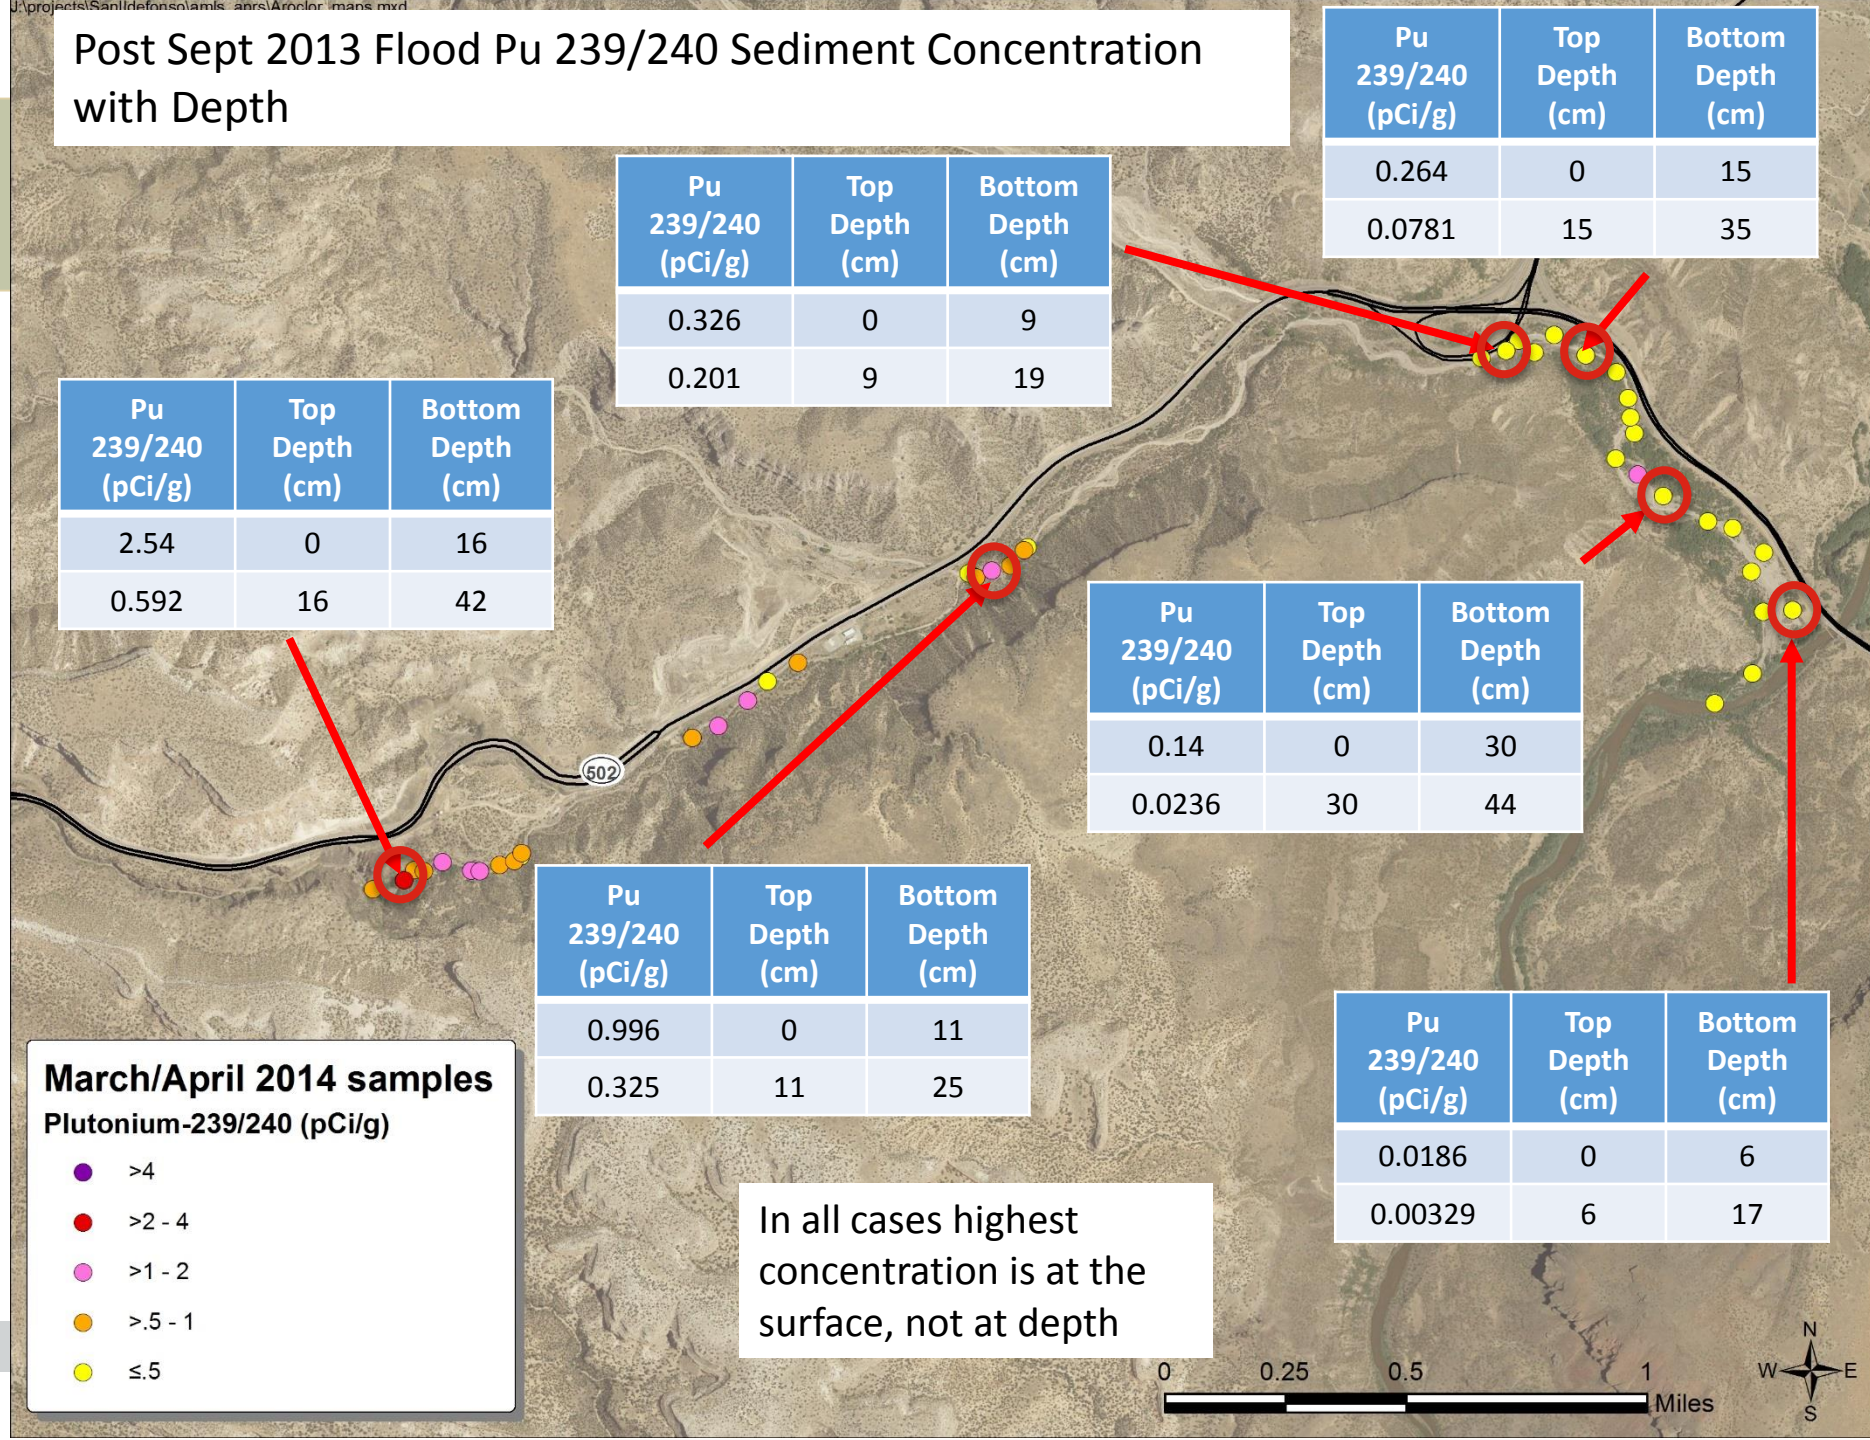 J:\projects\SanIldefonso\amls_aprs\Aroclor_maps.mxd
Post Sept 2013 Flood Pu 239/240 Sediment Concentration
with Depth
Pu 239/240 (pCi/g) Top Depth (cm) Bottom Depth (cm)
0.264 0 15
0.0781 15 35
Pu 239/240 (pCi/g) Top Depth (cm) Bottom Depth (cm)
0.326 0 9
0.201 9 19
Pu 239/240 (pCi/g) Top Depth (cm) Bottom Depth (cm)
2.54 0 16
0.592 16 42
Pu 239/240 (pCi/g) Top Depth (cm) Bottom Depth (cm)
0.14 0 30
0.0236 30 44
502
Pu 239/240 (pCi/g) Top Depth (cm) Bottom Depth (cm)
0.996 0 11
0.325 11 25
Pu 239/240 (pCi/g) Top Depth (cm) Bottom Depth (cm)
0.0186 0 6
0.00329 6 17
March/April 2014 samples
Plutonium-239/240 (pCi/g)
>4
>2 - 4
>1 - 2
>.5 - 1
≤.5
In all cases highest
concentration is at the
surface, not at depth
0 0.25 0.5 1
Miles
N
W E
S